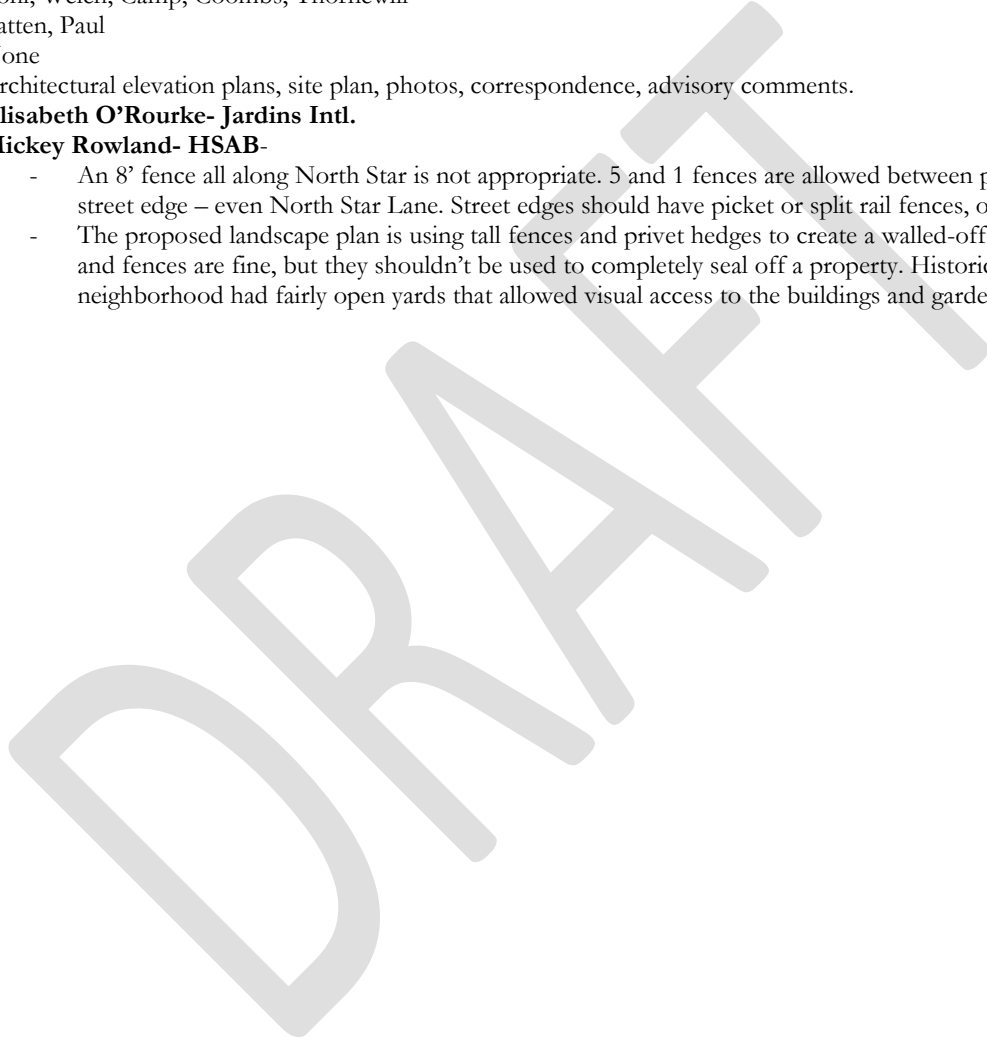 Welch, Camp, Coombs, Thornewill
atten, Paul
one
rchitectural elevation plans, site plan, photos, correspondence, advisory comments.
lisabeth O’Rourke- Jardins Intl.
ickey Rowland- HSAB-
- An 8’ fence all along North Star is not appropriate. 5 and 1 fences are allowed between p
street edge – even North Star Lane. Street edges should have picket or split rail fences, o
- The proposed landscape plan is using tall fences and privet hedges to create a walled-off
and fences are fine, but they shouldn’t be used to completely seal off a property. Historic
neighborhood had fairly open yards that allowed visual access to the buildings and garde
DRAFT